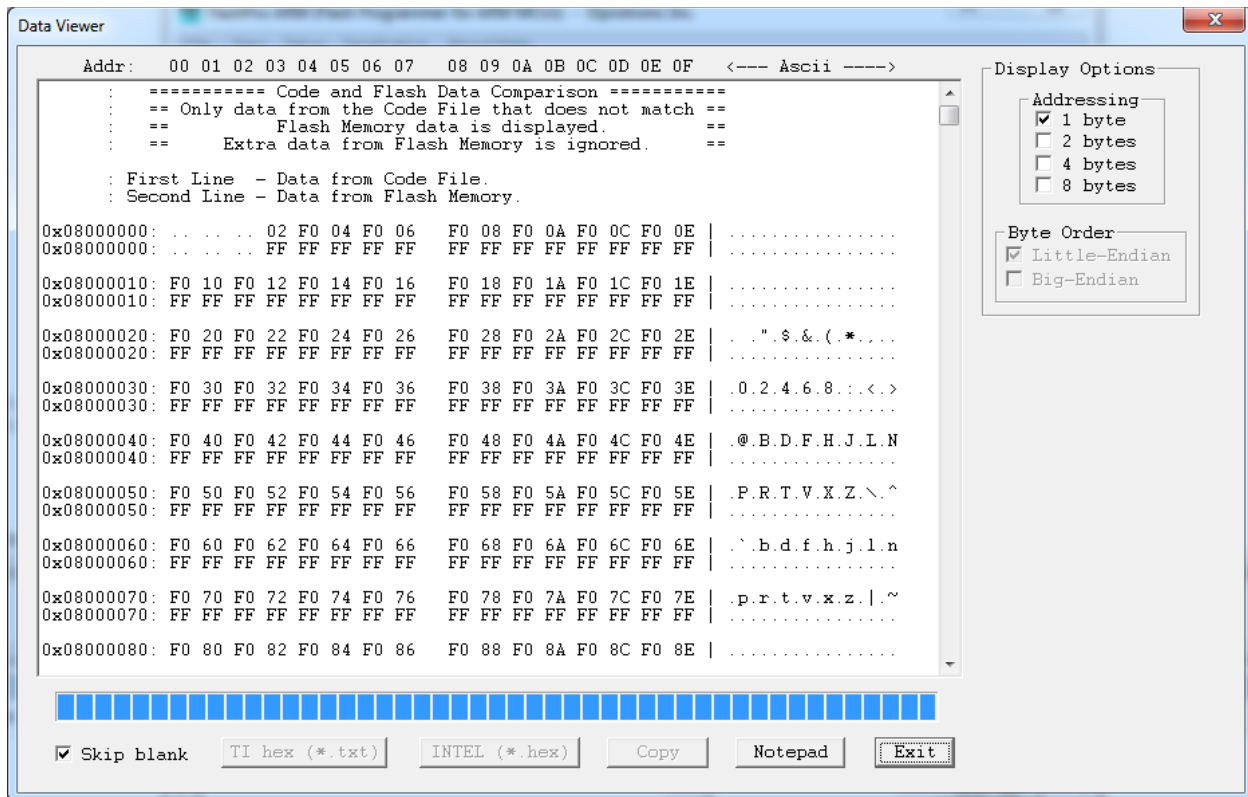 Data Viewer
Addr: 00 01 02 03 04 05 06 07 08 09 0A 0B 0C 0D 0E 0F <--- Ascii ---->
: =========== Code and Flash Data Comparison ===========
: == Only data from the Code File that does not match ==
: == Flash Memory data is displayed. ==
: == Extra data from Flash Memory is ignored. ==
: First Line - Data from Code File.
: Second Line - Data from Flash Memory.
0x08000000: .. .. .. 02 F0 04 F0 06 F0 08 F0 0A F0 0C F0 0E | ................
0x08000000: .. .. .. FF FF FF FF FF FF FF FF FF FF FF FF FF | ................
0x08000010: F0 10 F0 12 F0 14 F0 16 F0 18 F0 1A F0 1C F0 1E | ................
0x08000010: FF FF FF FF FF FF FF FF FF FF FF FF FF FF FF FF | ................
0x08000020: F0 20 F0 22 F0 24 F0 26 F0 28 F0 2A F0 2C F0 2E | . .".$.&.(.*.,..
0x08000020: FF FF FF FF FF FF FF FF FF FF FF FF FF FF FF FF | ................
0x08000030: F0 30 F0 32 F0 34 F0 36 F0 38 F0 3A F0 3C F0 3E | .0.2.4.6.8.:.<.>
0x08000030: FF FF FF FF FF FF FF FF FF FF FF FF FF FF FF FF | ................
0x08000040: F0 40 F0 42 F0 44 F0 46 F0 48 F0 4A F0 4C F0 4E | .@.B.D.F.H.J.L.N
0x08000040: FF FF FF FF FF FF FF FF FF FF FF FF FF FF FF FF | ................
0x08000050: F0 50 F0 52 F0 54 F0 56 F0 58 F0 5A F0 5C F0 5E | .P.R.T.V.X.Z.\.^
0x08000050: FF FF FF FF FF FF FF FF FF FF FF FF FF FF FF FF | ................
0x08000060: F0 60 F0 62 F0 64 F0 66 F0 68 F0 6A F0 6C F0 6E | .`.b.d.f.h.j.l.n
0x08000060: FF FF FF FF FF FF FF FF FF FF FF FF FF FF FF FF | ................
0x08000070: F0 70 F0 72 F0 74 F0 76 F0 78 F0 7A F0 7C F0 7E | .p.r.t.v.x.z.|.~
0x08000070: FF FF FF FF FF FF FF FF FF FF FF FF FF FF FF FF | ................
0x08000080: F0 80 F0 82 F0 84 F0 86 F0 88 F0 8A F0 8C F0 8E | ................
Display Options
Addressing
1 byte
2 bytes
4 bytes
8 bytes
Byte Order
Little-Endian
Big-Endian
Skip blank
TI hex (*.txt)
INTEL (*.hex)
Copy
Notepad
Exit